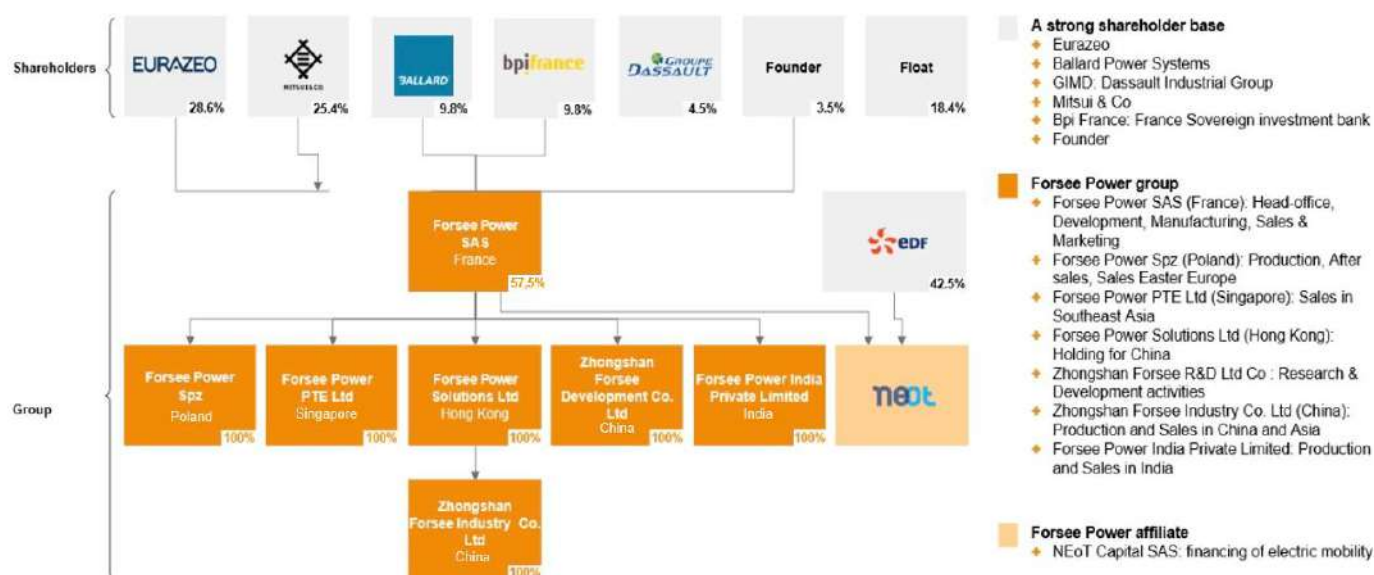 Shareholders
EURAZEO
28.6%
MITSUI&CO
25.4%
BALLARD
9.8%
bpifrance
9.8%
GROUPE
DASSAULT
4.5%
Founder
3.5%
Float
18.4%
Group
Forsee Power
SAS
France
57,5%
eDF
42.5%
Forsee Power
Spz
Poland
100%
Forsee Power
PTE Ltd
Singapore
100%
Forsee Power
Solutions Ltd
Hong Kong
100%
Zhongshan
Forsee
Development Co.
Ltd
China
100%
Forsee Power India
Private Limited
India
100%
neot
Zhongshan
Forsee Industry Co.
Ltd
China
100%
A strong shareholder base
Eurazeo
Ballard Power Systems
GIMD: Dassault Industrial Group
Mitsui & Co
Bpi France: France Sovereign investment bank
Founder
Forsee Power group
Forsee Power SAS (France): Head-office,
Development, Manufacturing, Sales &
Marketing
Forsee Power Spz (Poland): Production, After
sales, Sales Easter Europe
Forsee Power PTE Ltd (Singapore): Sales in
Southeast Asia
Forsee Power Solutions Ltd (Hong Kong):
Holding for China
Zhongshan Forsee R&D Ltd Co : Research &
Development activities
Zhongshan Forsee Industry Co. Ltd (China):
Production and Sales in China and Asia
Forsee Power India Private Limited: Production
and Sales in India
Forsee Power affiliate
NEoT Capital SAS: financing of electric mobility